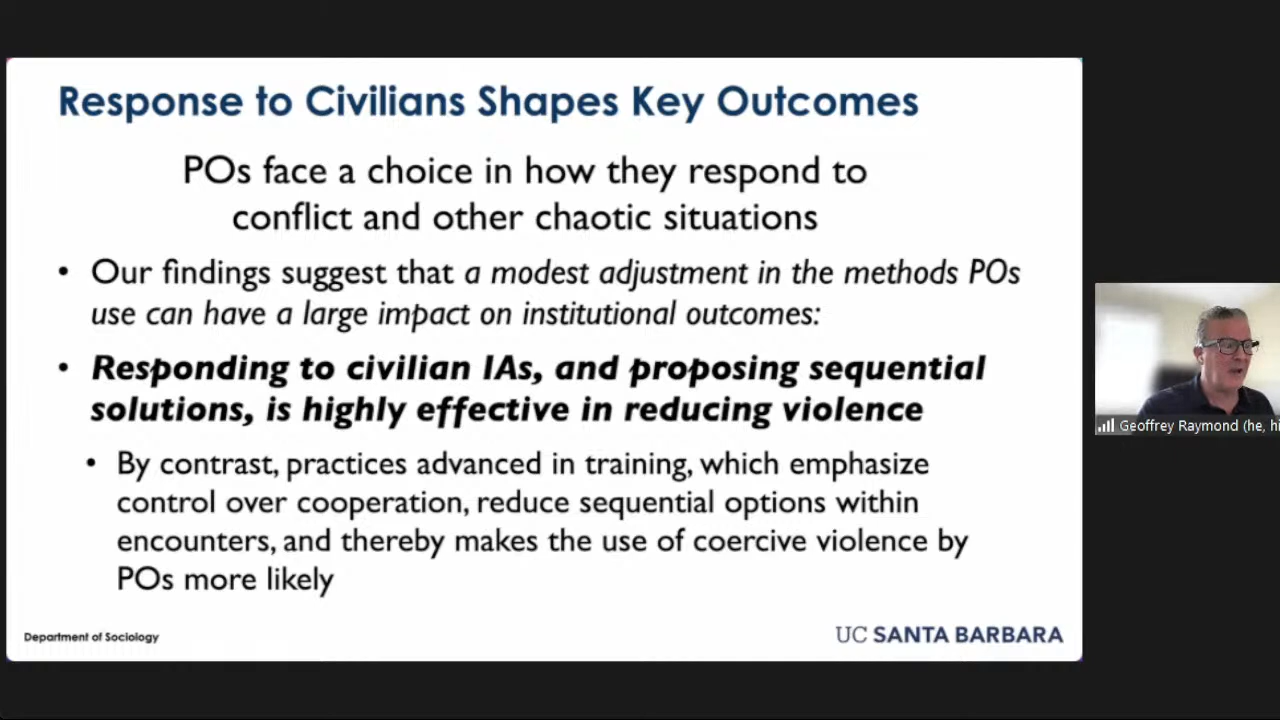 Response to Civilians Shapes Key Outcomes
POs face a choice in how they respond to
conflict and other chaotic situations
• Our findings suggest that a modest adjustment in the methods POs
use can have a large impact on institutional outcomes:
• Responding to civilian IAs, and proposing sequential
solutions, is highly effective in reducing violence
• By contrast, practices advanced in training, which emphasize
control over cooperation, reduce sequential options within
encounters, and thereby makes the use of coercive violence by
POs more likely
Department of Sociology
UC SANTA BARBARA
Geoffrey Raymond (he, hi